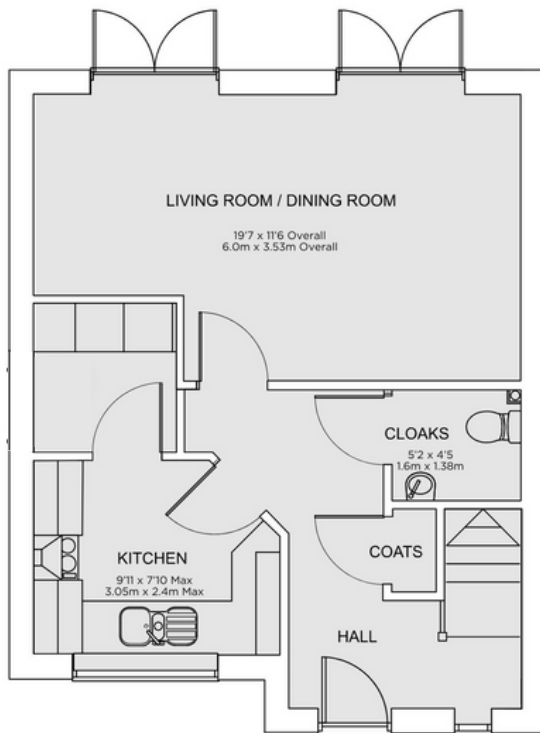 LIVING ROOM / DINING ROOM
19'7 x 11'6 Overall
6.0m x 3.53m Overall
CLOAKS
5'2 x 4'5
1.6m x 1.38m
COATS
KITCHEN
9'11 x 7'10 Max
3.05m x 2.4m Max
HALL